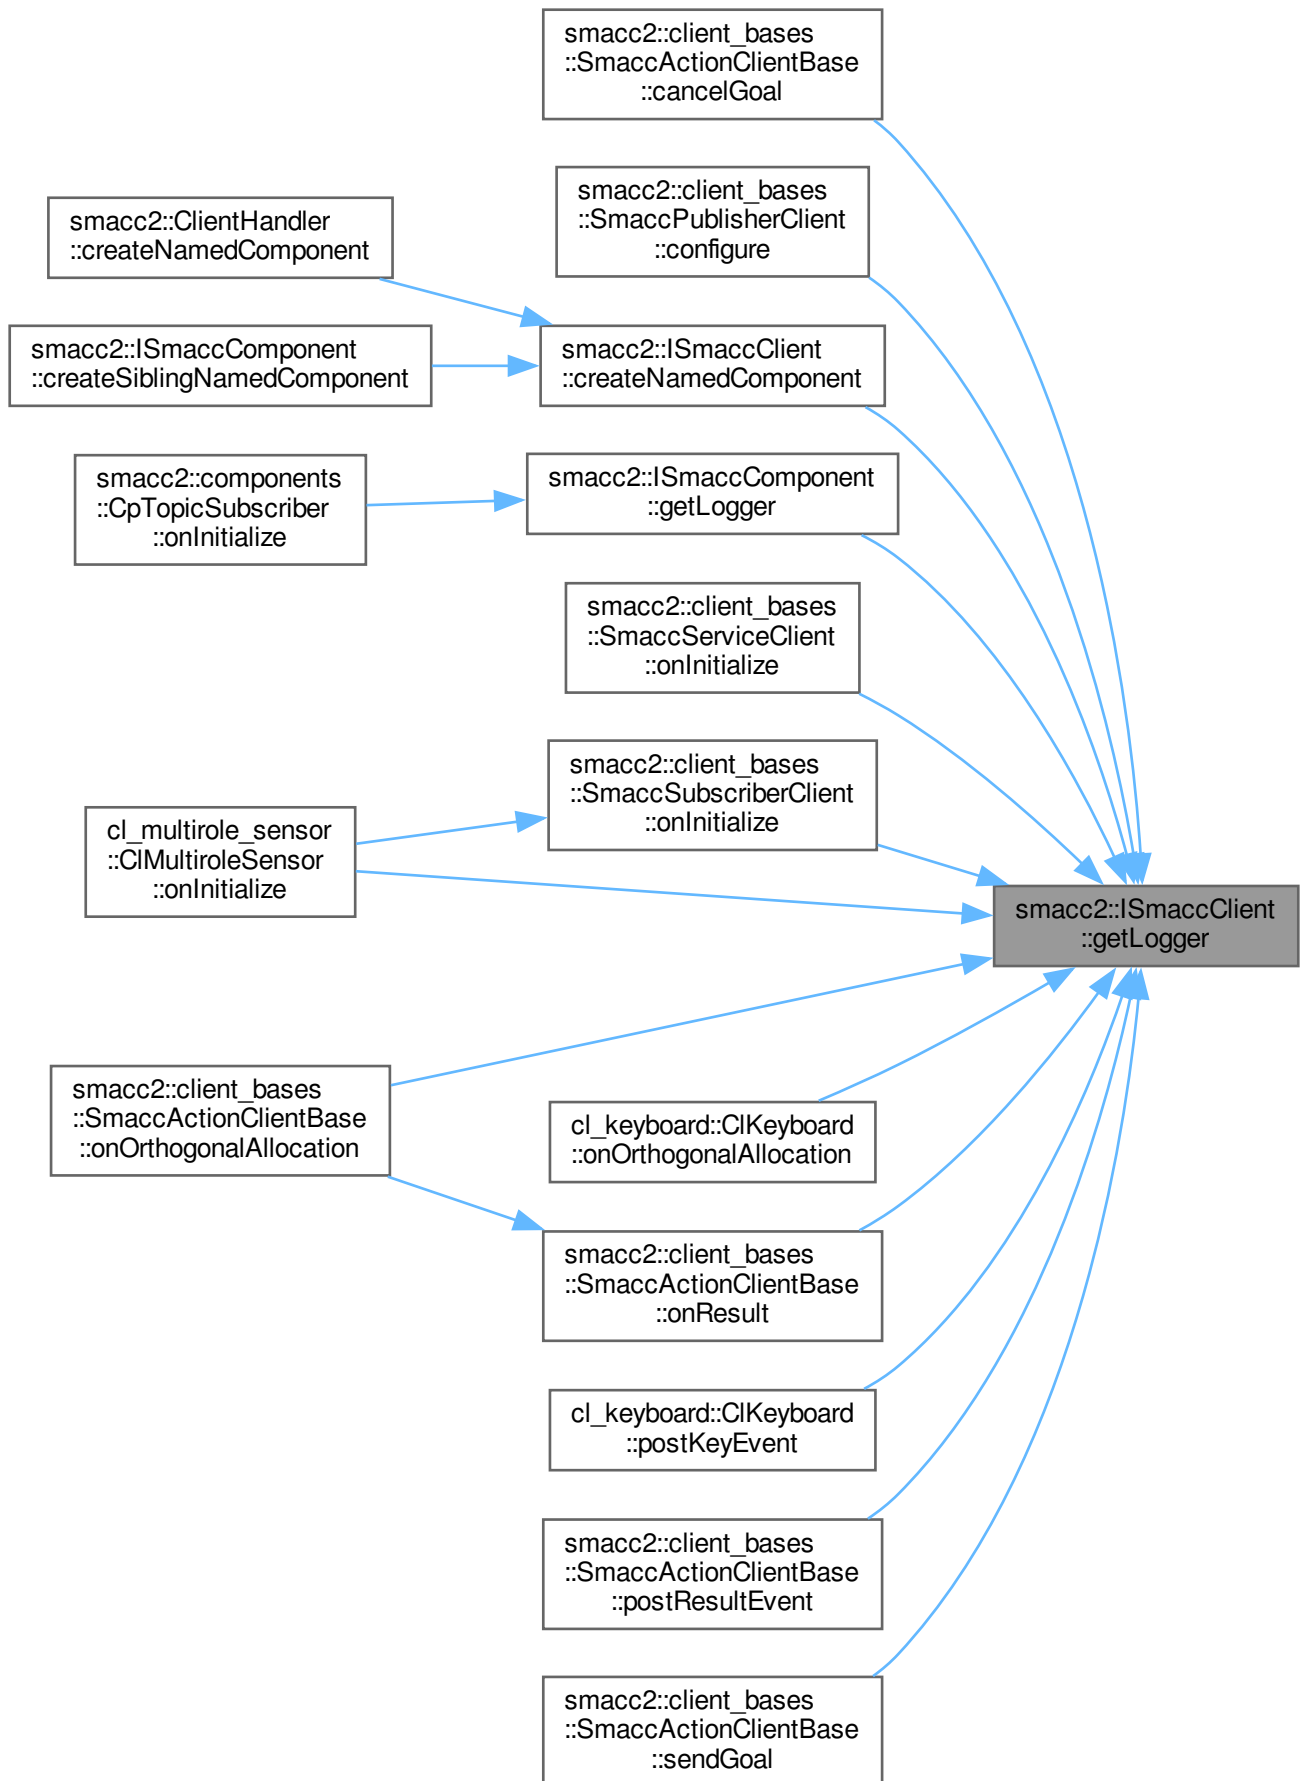 smacc2::client_bases
::SmaccActionClientBase
::cancelGoal
smacc2::client_bases
::SmaccPublisherClient
::configure
smacc2::ClientHandler
::createNamedComponent
smacc2::ISmaccComponent
::createSiblingNamedComponent
smacc2::ISmaccClient
::createNamedComponent
smacc2::components
::CpTopicSubscriber
::onInitialize
smacc2::ISmaccComponent
::getLogger
smacc2::client_bases
::SmaccServiceClient
::onInitialize
smacc2::client_bases
::SmaccSubscriberClient
::onInitialize
cl_multirole_sensor
::ClMultiroleSensor
::onInitialize
smacc2::ISmaccClient
::getLogger
smacc2::client_bases
::SmaccActionClientBase
::onOrthogonalAllocation
cl_keyboard::ClKeyboard
::onOrthogonalAllocation
smacc2::client_bases
::SmaccActionClientBase
::onResult
cl_keyboard::ClKeyboard
::postKeyEvent
smacc2::client_bases
::SmaccActionClientBase
::postResultEvent
smacc2::client_bases
::SmaccActionClientBase
::sendGoal